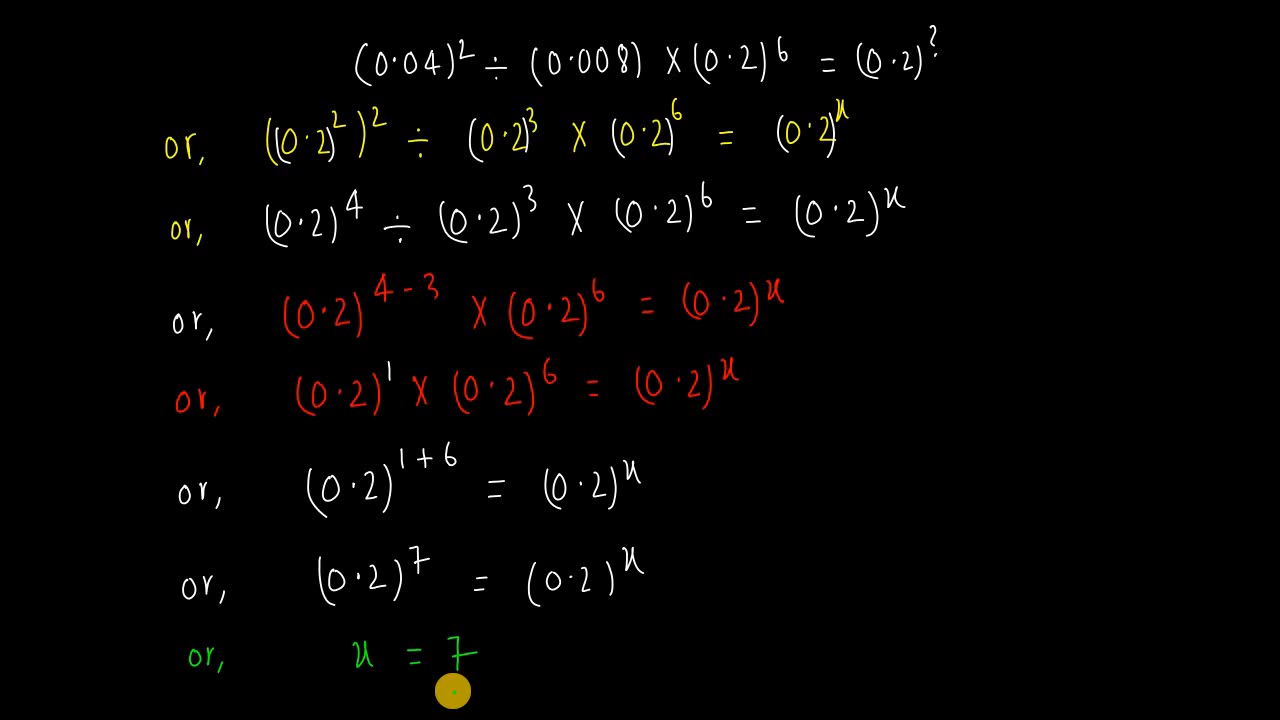 (0·04)² ÷ (0·008) × (0·2)⁶ = (0·2)^?
or, ((0·2)²)² ÷ (0·2)³ × (0·2)⁶ = (0·2)^x
or, (0·2)⁴ ÷ (0·2)³ × (0·2)⁶ = (0·2)^x
or, (0·2)^(4-3) × (0·2)⁶ = (0·2)^x
or, (0·2)¹ × (0·2)⁶ = (0·2)^x
or, (0·2)^(1+6) = (0·2)^x
or, (0·2)⁷ = (0·2)^x
or, x = 7